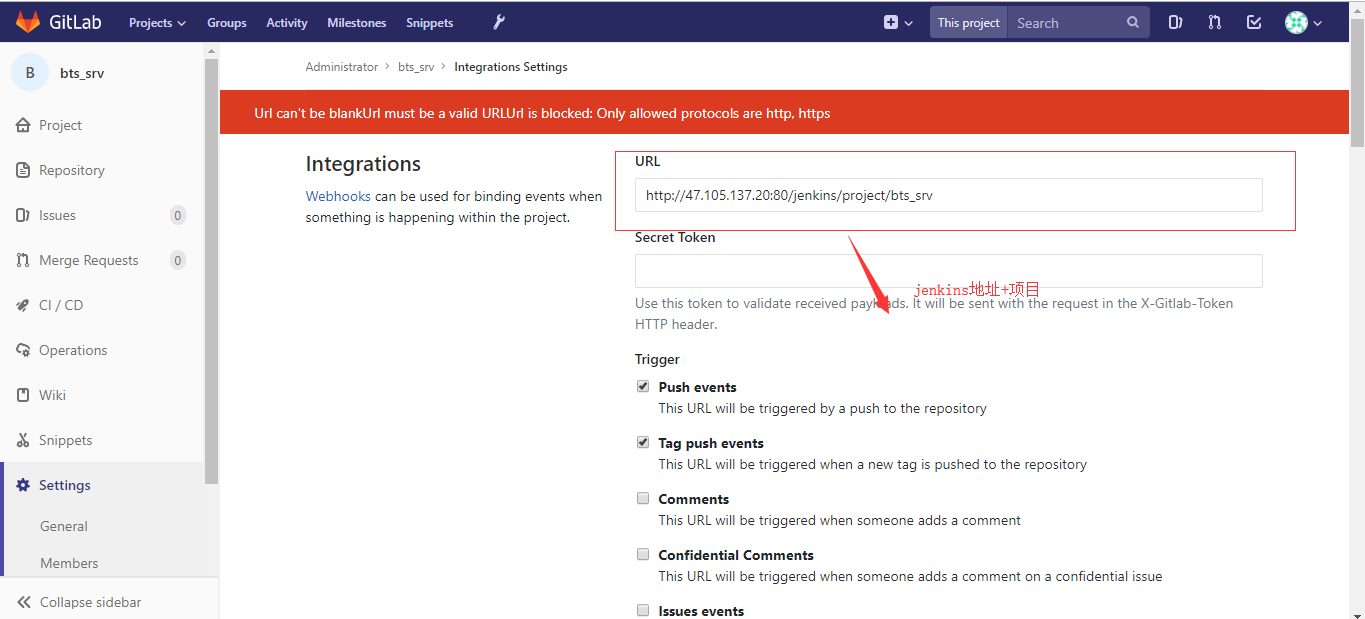 GitLab Projects Groups Activity Milestones Snippets This project Search
B bts_srv
Project
Repository
Issues 0
Merge Requests 0
CI / CD
Operations
Wiki
Snippets
Settings
General
Members
Collapse sidebar
Administrator > bts_srv > Integrations Settings
Url can't be blankUrl must be a valid URLUrl is blocked: Only allowed protocols are http, https
Integrations
Webhooks can be used for binding events when
something is happening within the project.
URL
http://47.105.137.20:80/jenkins/project/bts_srv
Secret Token
jenkins地址+项目
Use this token to validate received payloads. It will be sent with the request in the X-Gitlab-Token
HTTP header.
Trigger
Push events
This URL will be triggered by a push to the repository
Tag push events
This URL will be triggered when a new tag is pushed to the repository
Comments
This URL will be triggered when someone adds a comment
Confidential Comments
This URL will be triggered when someone adds a comment on a confidential issue
Issues events